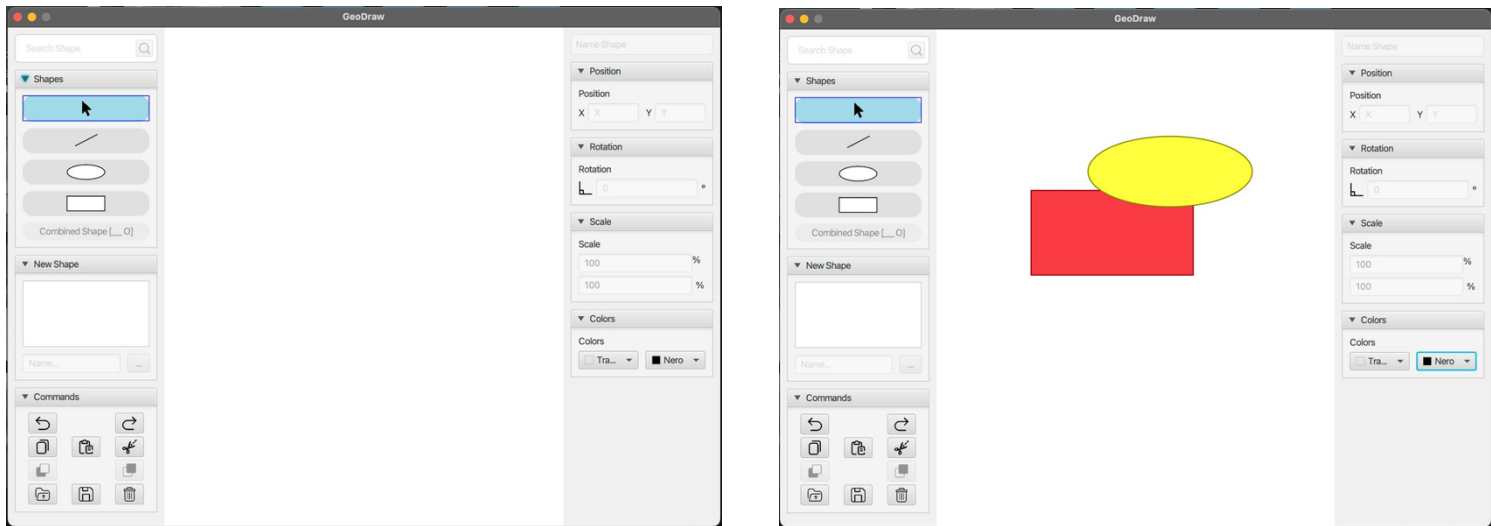 GeoDraw
Search Shape
Shapes
Combined Shape [__ O]
New Shape
Name...
...
Commands
Name Shape
Position
Position
X X Y Y
Rotation
Rotation
0 °
Scale
Scale
100 %
100 %
Colors
Colors
Tra... Nero
GeoDraw
Search Shape
Shapes
Combined Shape [__ O]
New Shape
Name...
...
Commands
Name Shape
Position
Position
X X Y Y
Rotation
Rotation
0 °
Scale
Scale
100 %
100 %
Colors
Colors
Tra... Nero